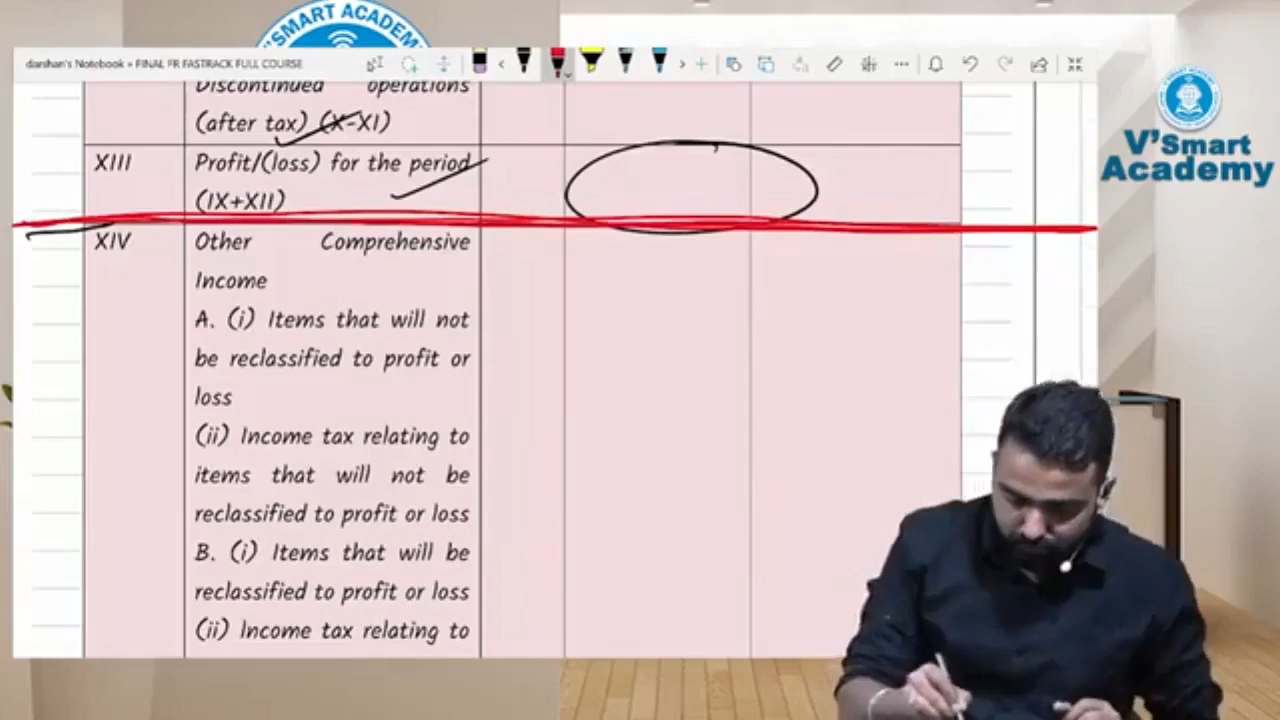 SMART ACADEMY
darshan's Notebook » FINAL FR FASTRACK FULL COURSE
Discontinued operations
(after tax) (X-XI)
XIII Profit/(loss) for the period
(IX+XII)
XIV Other Comprehensive
Income
A. (i) Items that will not
be reclassified to profit or
loss
(ii) Income tax relating to
items that will not be
reclassified to profit or loss
B. (i) Items that will be
reclassified to profit or loss
(ii) Income tax relating to
V'Smart
Academy